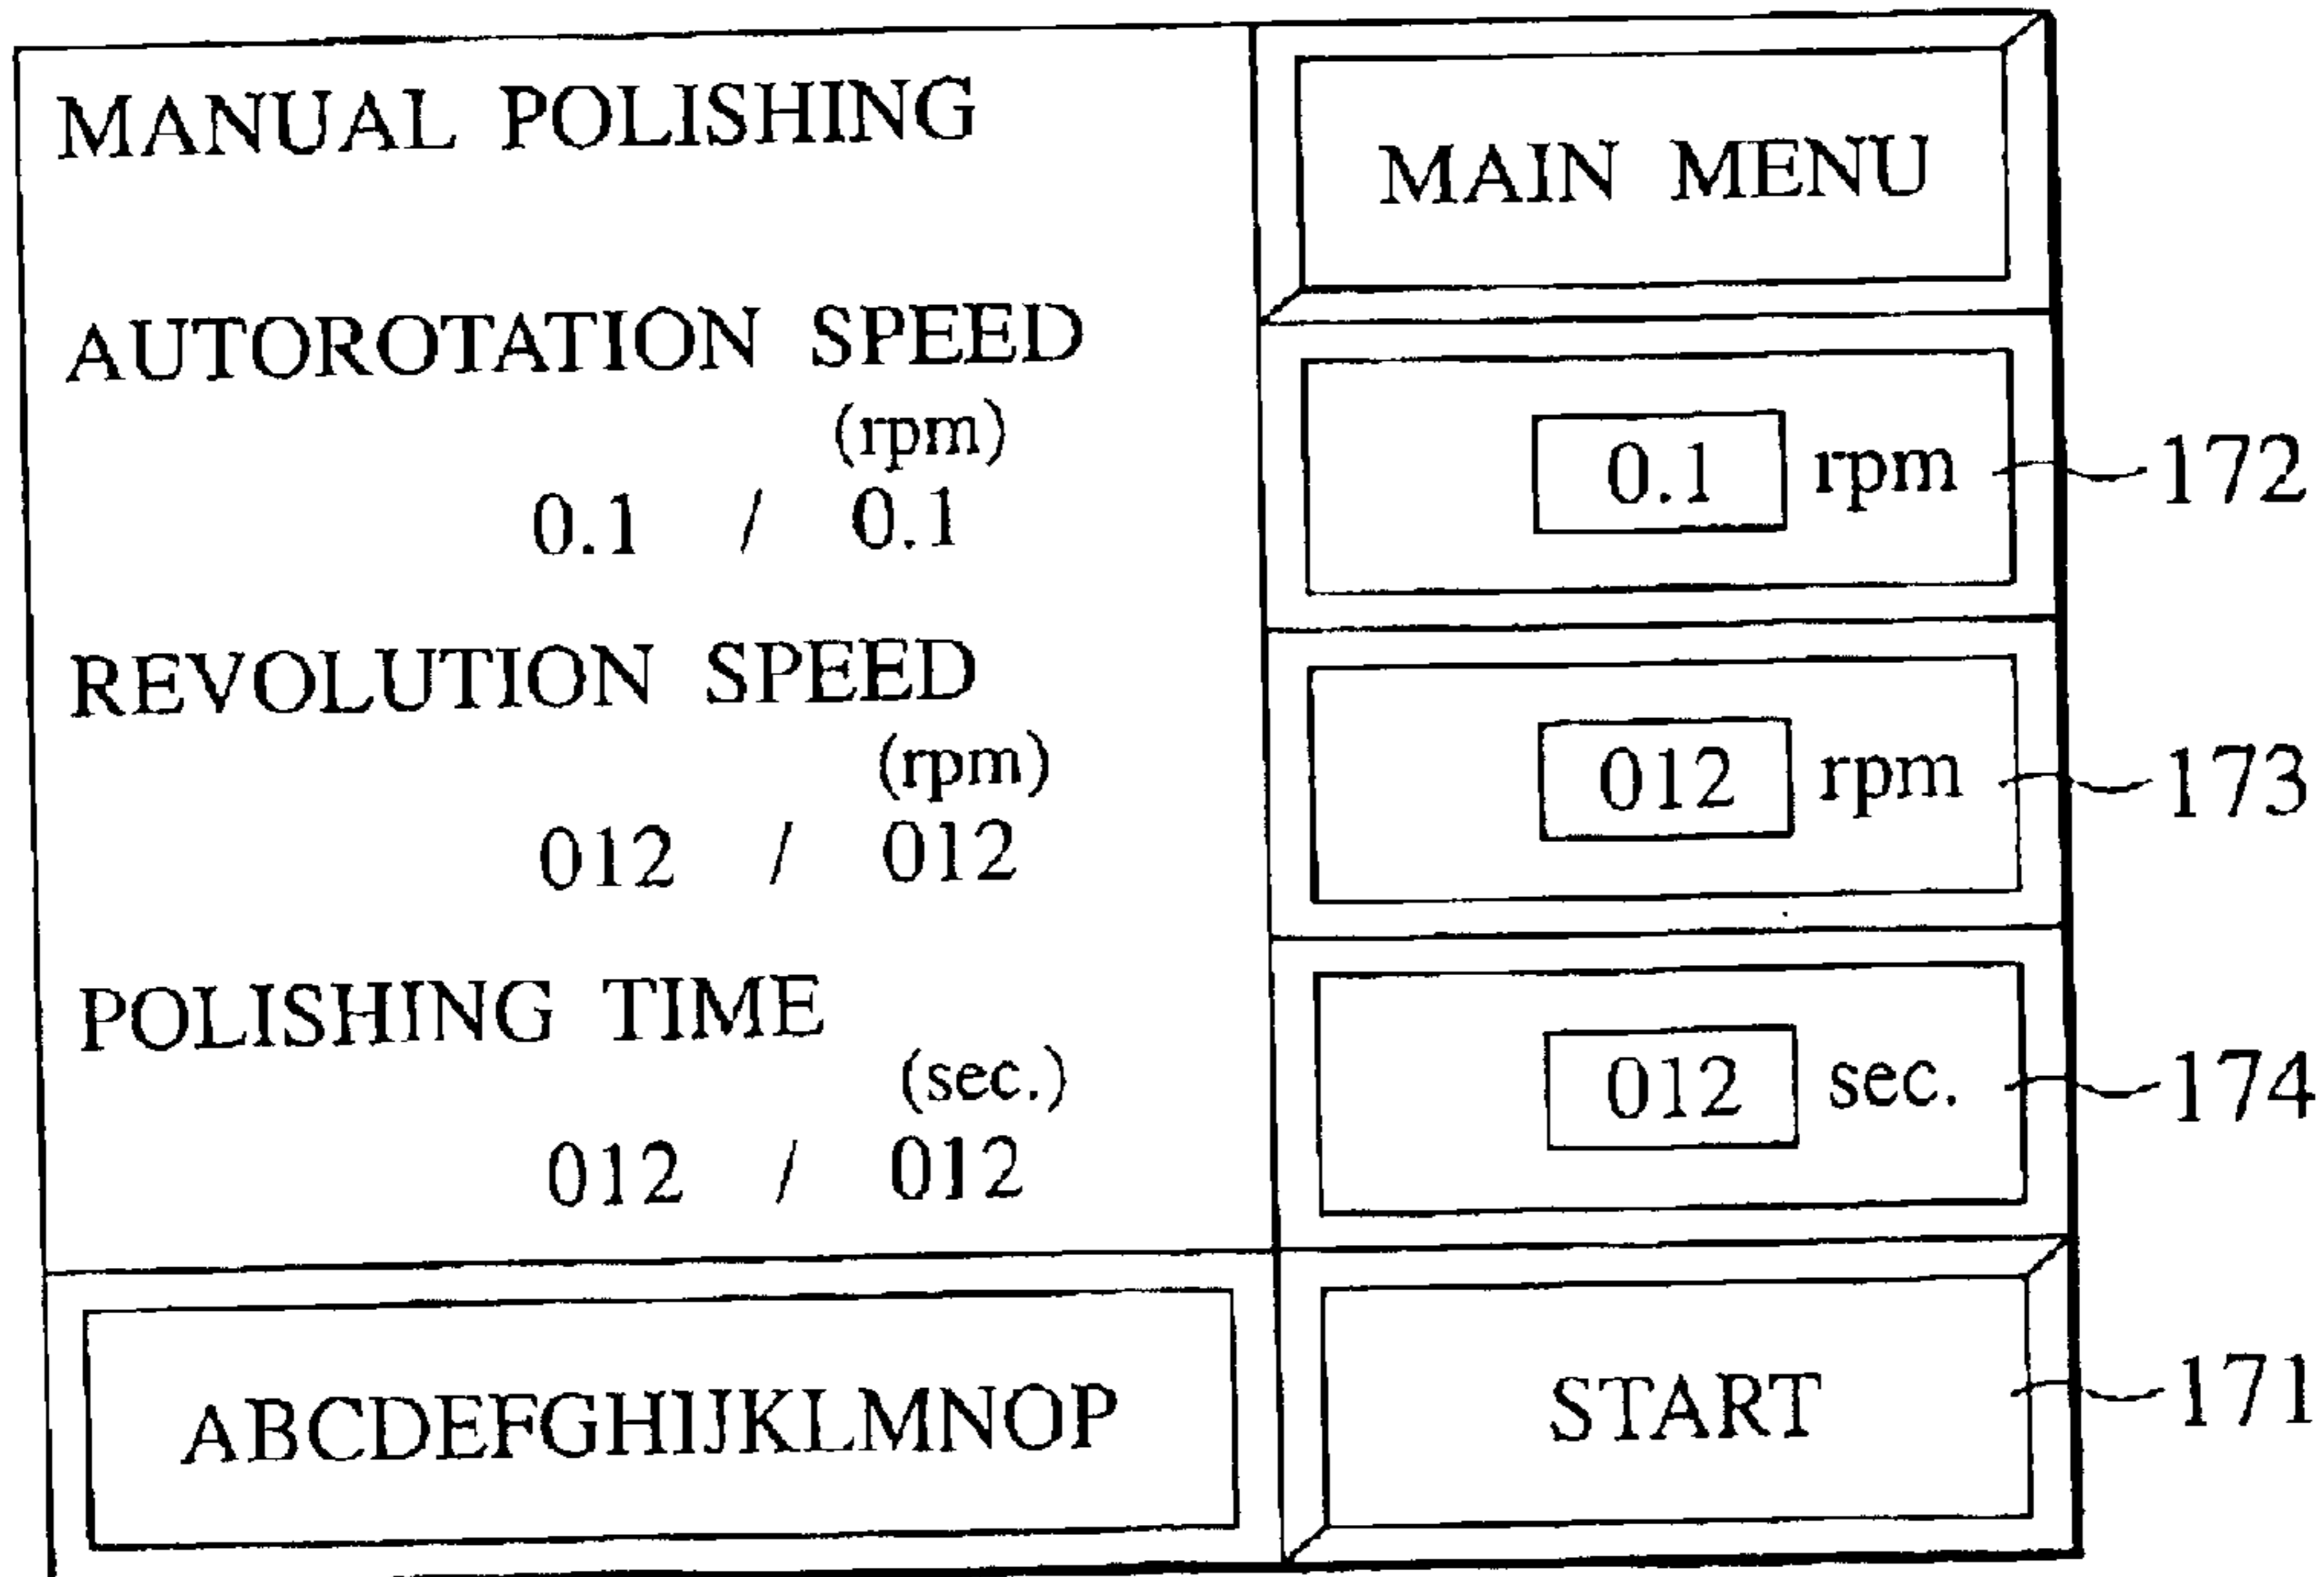 MANUAL POLISHING
MAIN MENU
AUTOROTATION SPEED
(rpm)
0.1 / 0.1
0.1 rpm
172
REVOLUTION SPEED
(rpm)
012 / 012
012 rpm
173
POLISHING TIME
(sec.)
012 / 012
012 sec.
174
ABCDEFGHIJKLMNOP
START
171